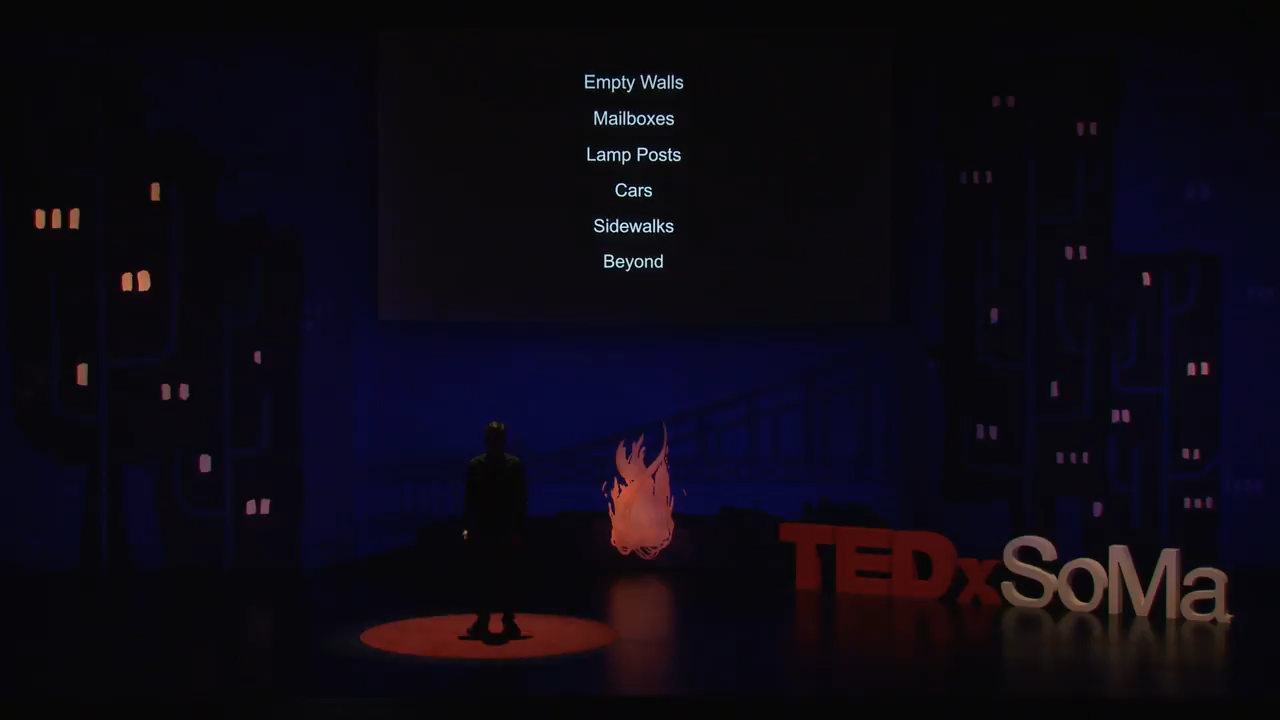 Empty Walls
Mailboxes
Lamp Posts
Cars
Sidewalks
Beyond
TEDxSoMa